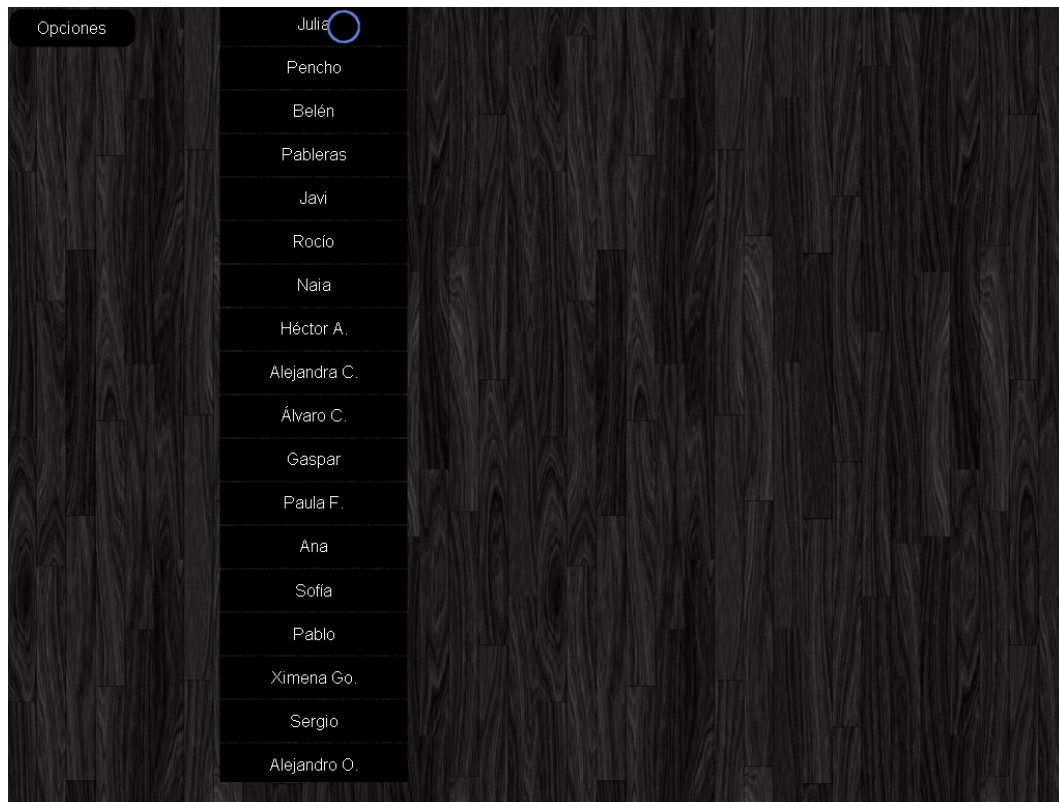 Opciones
Julia
Pencho
Belén
Pableras
Javi
Rocío
Naia
Héctor A.
Alejandra C.
Álvaro C.
Gaspar
Paula F.
Ana
Sofía
Pablo
Ximena Go.
Sergio
Alejandro O.